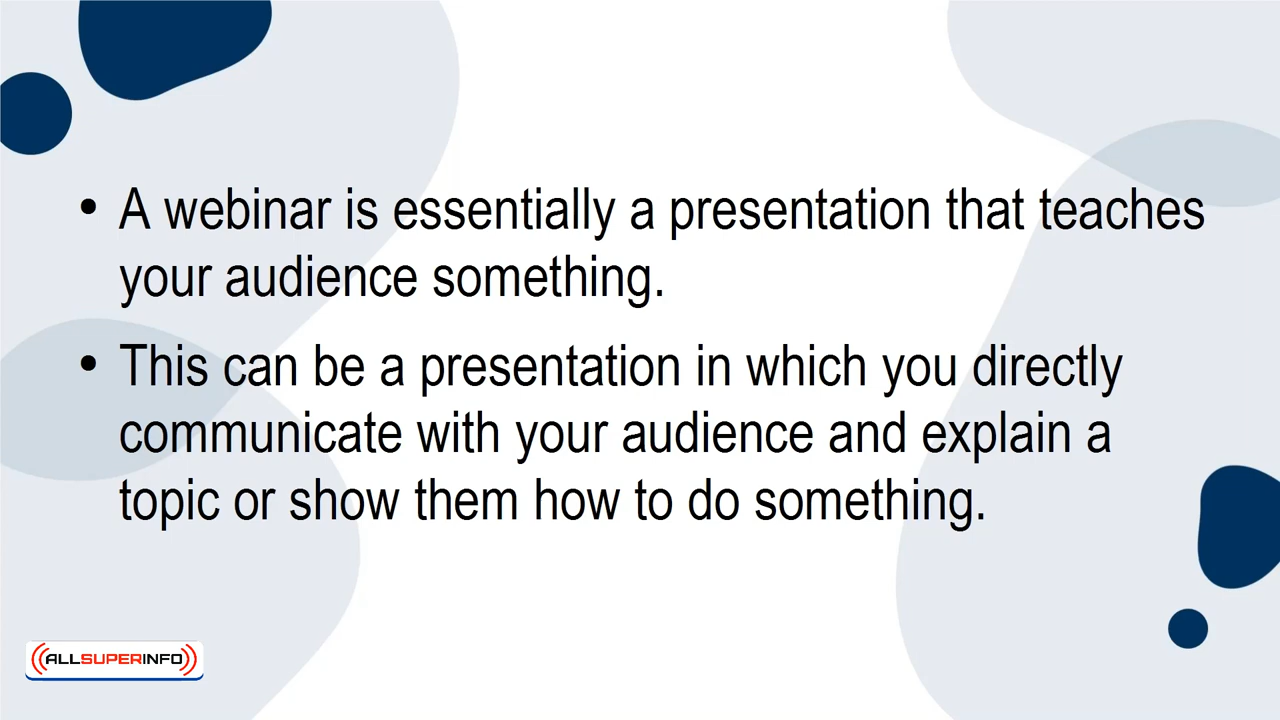 • A webinar is essentially a presentation that teaches
your audience something.
• This can be a presentation in which you directly
communicate with your audience and explain a
topic or show them how to do something.
ALLSUPERINFO